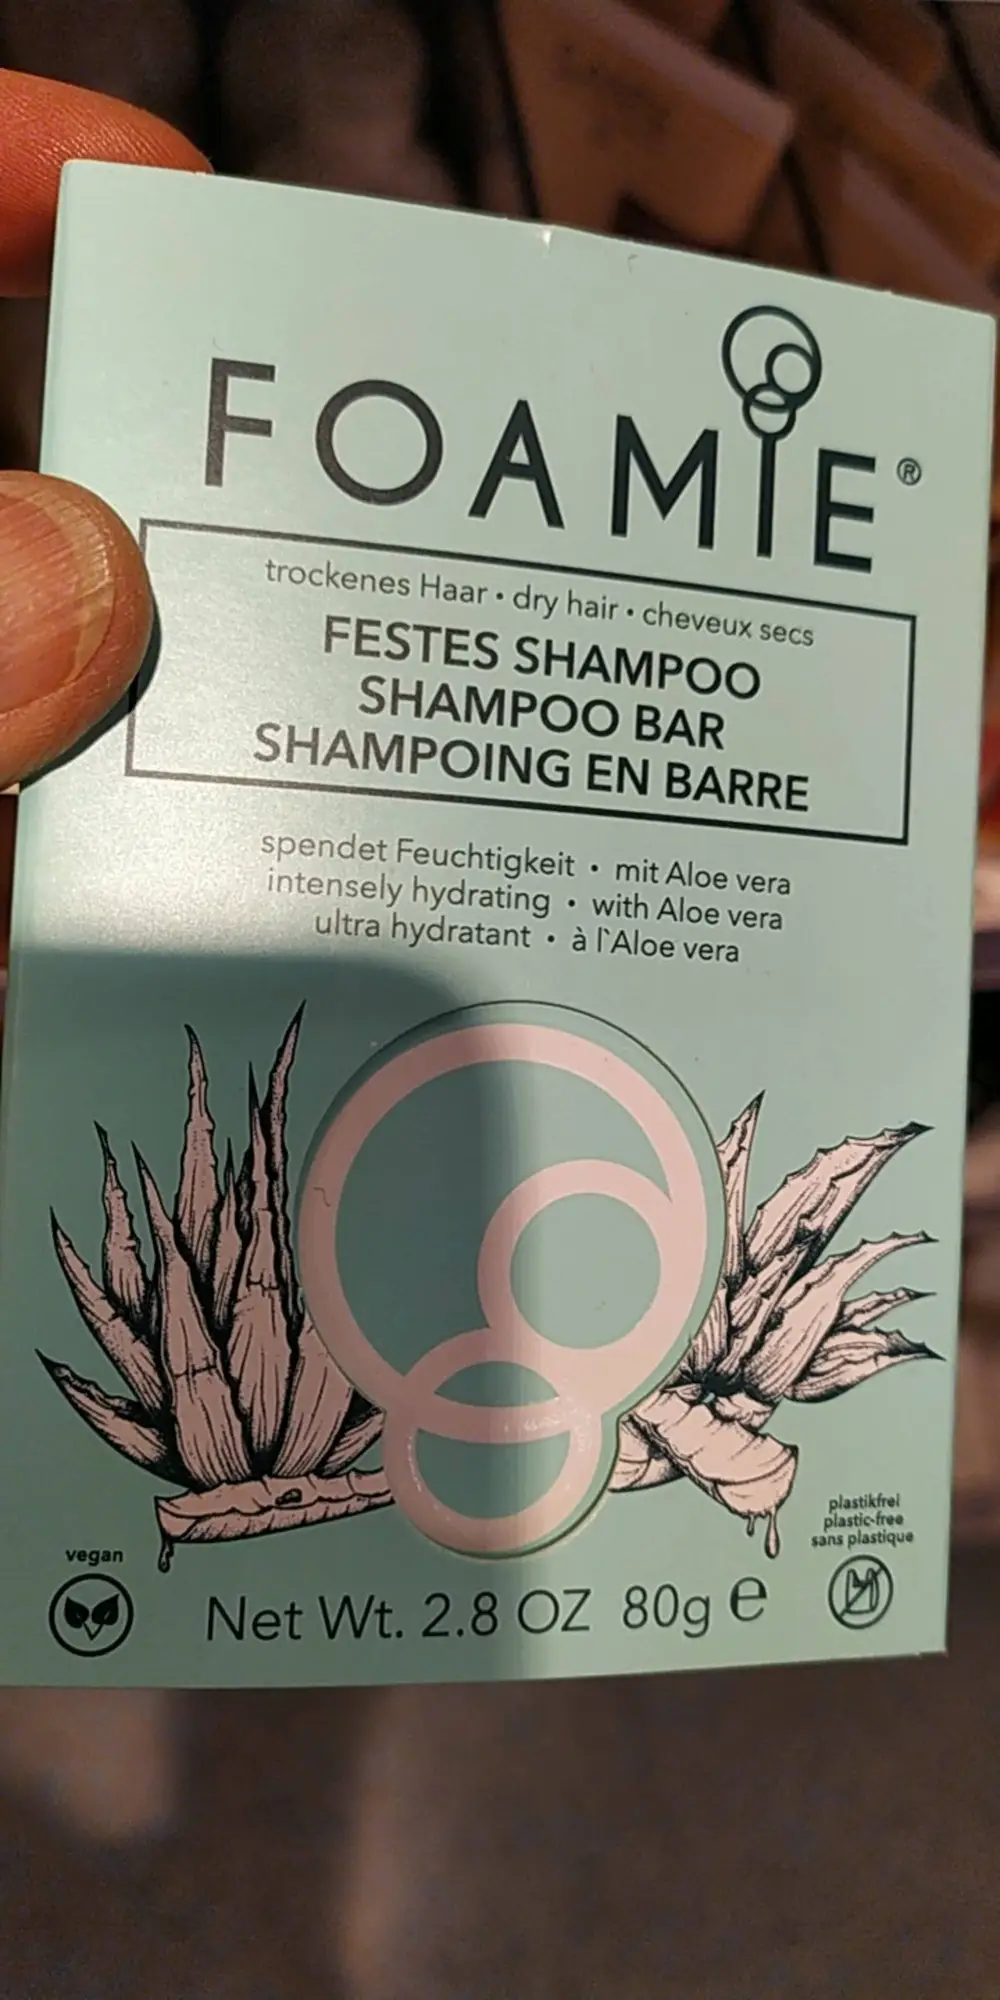 FOAMIE®
trockenes Haar • dry hair • cheveux secs
FESTES SHAMPOO
SHAMPOO BAR
SHAMPOING EN BARRE
spendet Feuchtigkeit • mit Aloe vera
intensely hydrating • with Aloe vera
ultra hydratant • à l`Aloe vera
plastikfrei
plastic-free
sans plastique
vegan
Net Wt. 2.8 OZ 80g ℮